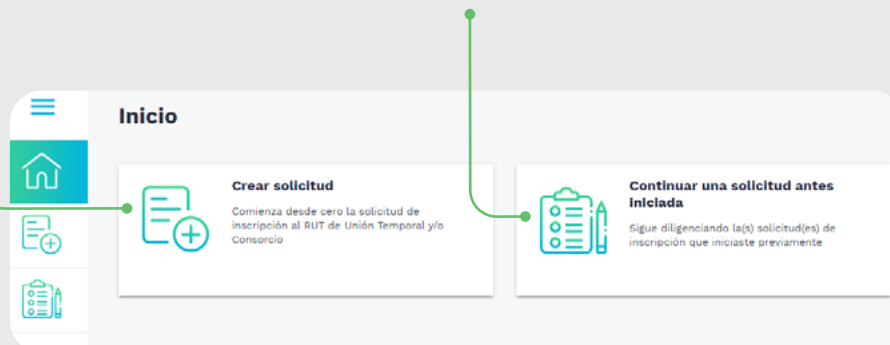 Inicio
Crear solicitud
Comienza desde cero la solicitud de
inscripción al RUT de Unión Temporal y/o
Consorcio
Continuar una solicitud antes
iniciada
Sigue diligenciando la(s) solicitud(es) de
inscripción que iniciaste previamente